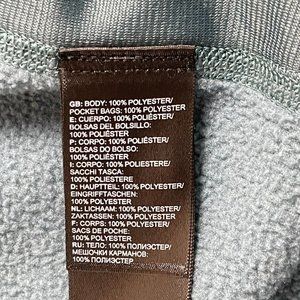 GB: BODY: 100% POLYESTER/
POCKET BAGS: 100% POLYESTER
E: CUERPO: 100% POLIÉSTER/
BOLSAS DEL BOLSILLO:
100% POLIÉSTER
P: CORPO: 100% POLIÉSTER/
BOLSAS DO BOLSO:
100% POLIÉSTER
I: CORPO: 100% POLIESTERE/
SACCHI TASCA:
100% POLIESTERE
D: HAUPTTEIL: 100% POLYESTER/
EINGRIFFTASCHEN:
100% POLYESTER
NL: LICHAAM: 100% POLYESTER/
ZAKTASSEN: 100% POLYESTER
F: CORPS: 100% POLYESTER/
SACS DE POCHE:
100% POLYESTER
RU: ТЕЛО: 100% ПОЛИЭСТЕР/
МЕШОЧКИ КАРМАНОВ:
100% ПОЛИЭСТЕР